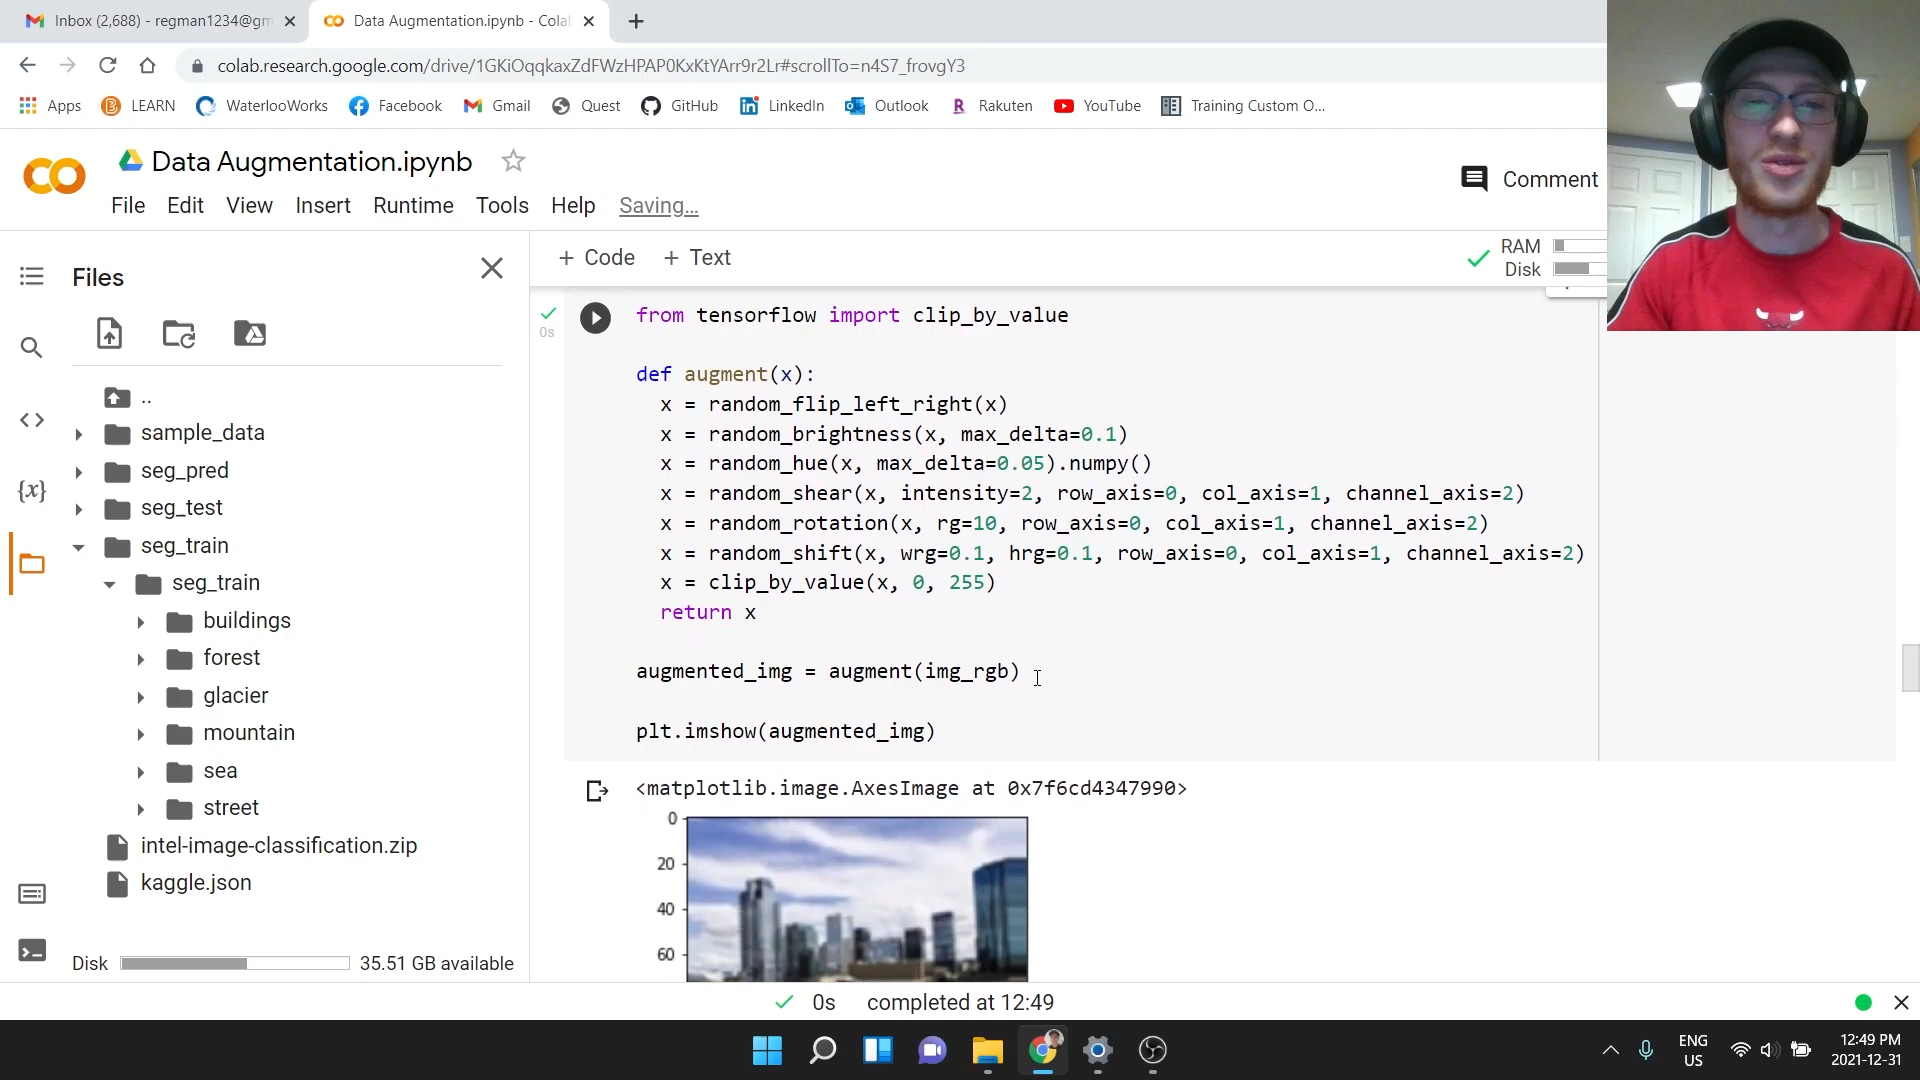 Inbox (2,688) - regman1234@gm
Data Augmentation.ipynb - Cola
colab.research.google.com/drive/1GKiOqqkaxZdFWzHPAP0KxKtYArr9r2Lr#scrollTo=n4S7_frovgY3
Apps LEARN WaterlooWorks Facebook Gmail Quest GitHub LinkedIn Outlook Rakuten YouTube Training Custom O...
Data Augmentation.ipynb
Comment
File Edit View Insert Runtime Tools Help Saving...
Files
+ Code + Text
RAM
Disk
..
sample_data
seg_pred
seg_test
seg_train
seg_train
buildings
forest
glacier
mountain
sea
street
intel-image-classification.zip
kaggle.json
Disk 35.51 GB available
{x}
0s
from tensorflow import clip_by_value
def augment(x):
x = random_flip_left_right(x)
x = random_brightness(x, max_delta=0.1)
x = random_hue(x, max_delta=0.05).numpy()
x = random_shear(x, intensity=2, row_axis=0, col_axis=1, channel_axis=2)
x = random_rotation(x, rg=10, row_axis=0, col_axis=1, channel_axis=2)
x = random_shift(x, wrg=0.1, hrg=0.1, row_axis=0, col_axis=1, channel_axis=2)
x = clip_by_value(x, 0, 255)
return x
augmented_img = augment(img_rgb)
plt.imshow(augmented_img)
<matplotlib.image.AxesImage at 0x7f6cd4347990>
0
20
40
60
0s completed at 12:49
ENG
US
12:49 PM
2021-12-31